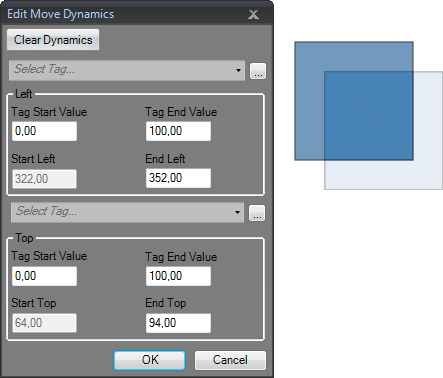 Edit Move Dynamics
Clear Dynamics
Select Tag...
...
Left
Tag Start Value Tag End Value
0,00 100,00
Start Left End Left
322,00 352,00
Select Tag...
...
Top
Tag Start Value Tag End Value
0,00 100,00
Start Top End Top
64,00 94,00
OK Cancel